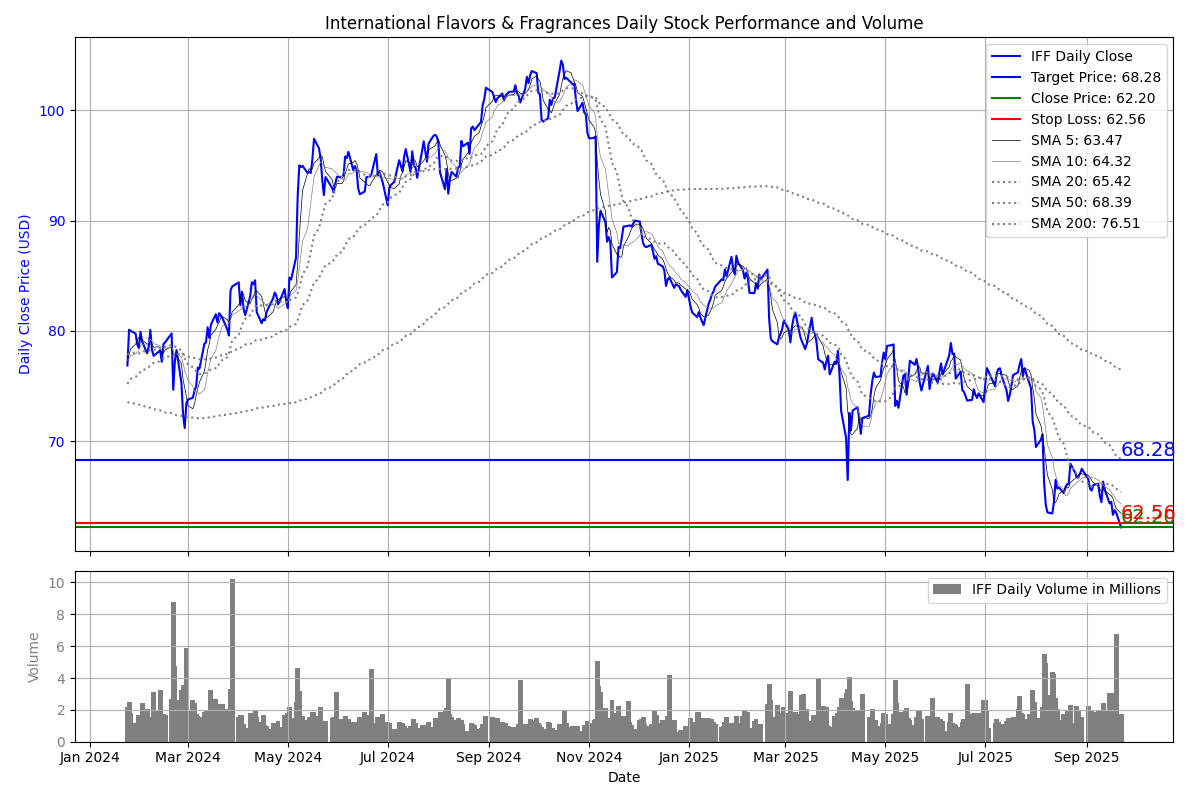 International Flavors & Fragrances Daily Stock Performance and Volume
Daily Close Price (USD)
100
90
80
70
IFF Daily Close
Target Price: 68.28
Close Price: 62.20
Stop Loss: 62.56
SMA 5: 63.47
SMA 10: 64.32
SMA 20: 65.42
SMA 50: 68.39
SMA 200: 76.51
68.28
62.56
62.20
Volume
10
8
6
4
2
0
IFF Daily Volume in Millions
Jan 2024 Mar 2024 May 2024 Jul 2024 Sep 2024 Nov 2024 Jan 2025 Mar 2025 May 2025 Jul 2025 Sep 2025
Date